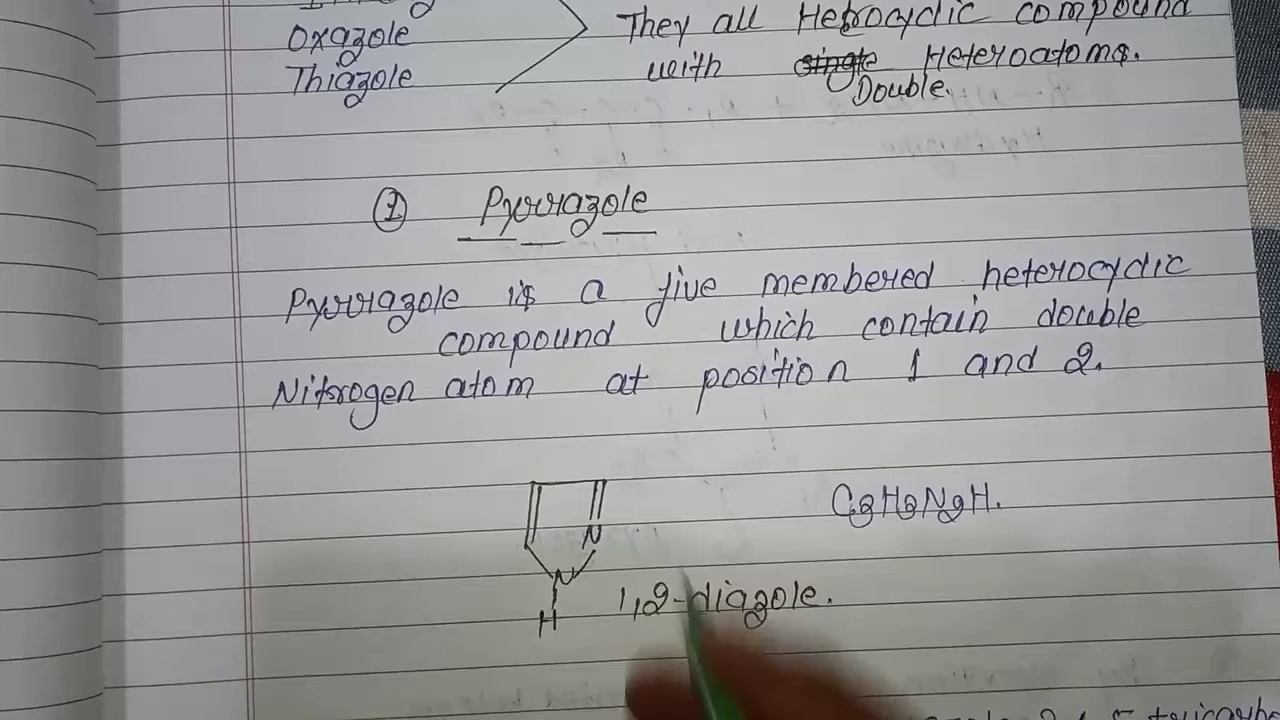 Oxazole
Thiazole
They all Hetrocyclic compound
with single Heteroatoms.
Double.
1 Pyrrazole
Pyrrazole is a five membered heterocyclic
compound which contain double
Nitrogen atom at position 1 and 2.
N
N
H
C3H3N2H.
1,2-diazole.